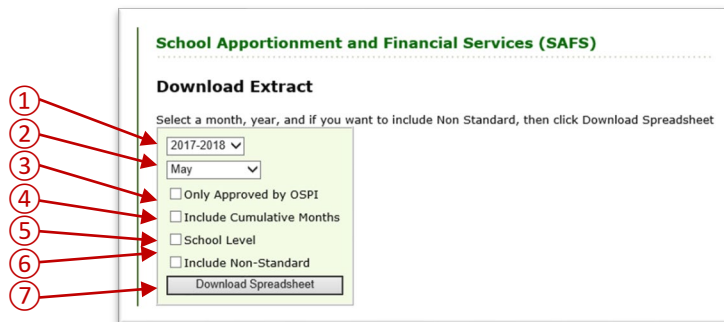 School Apportionment and Financial Services (SAFS)
Download Extract
Select a month, year, and if you want to include Non Standard, then click Download Spreadsheet
1
2017-2018
2
May
3
Only Approved by OSPI
4
Include Cumulative Months
5
School Level
6
Include Non-Standard
7
Download Spreadsheet